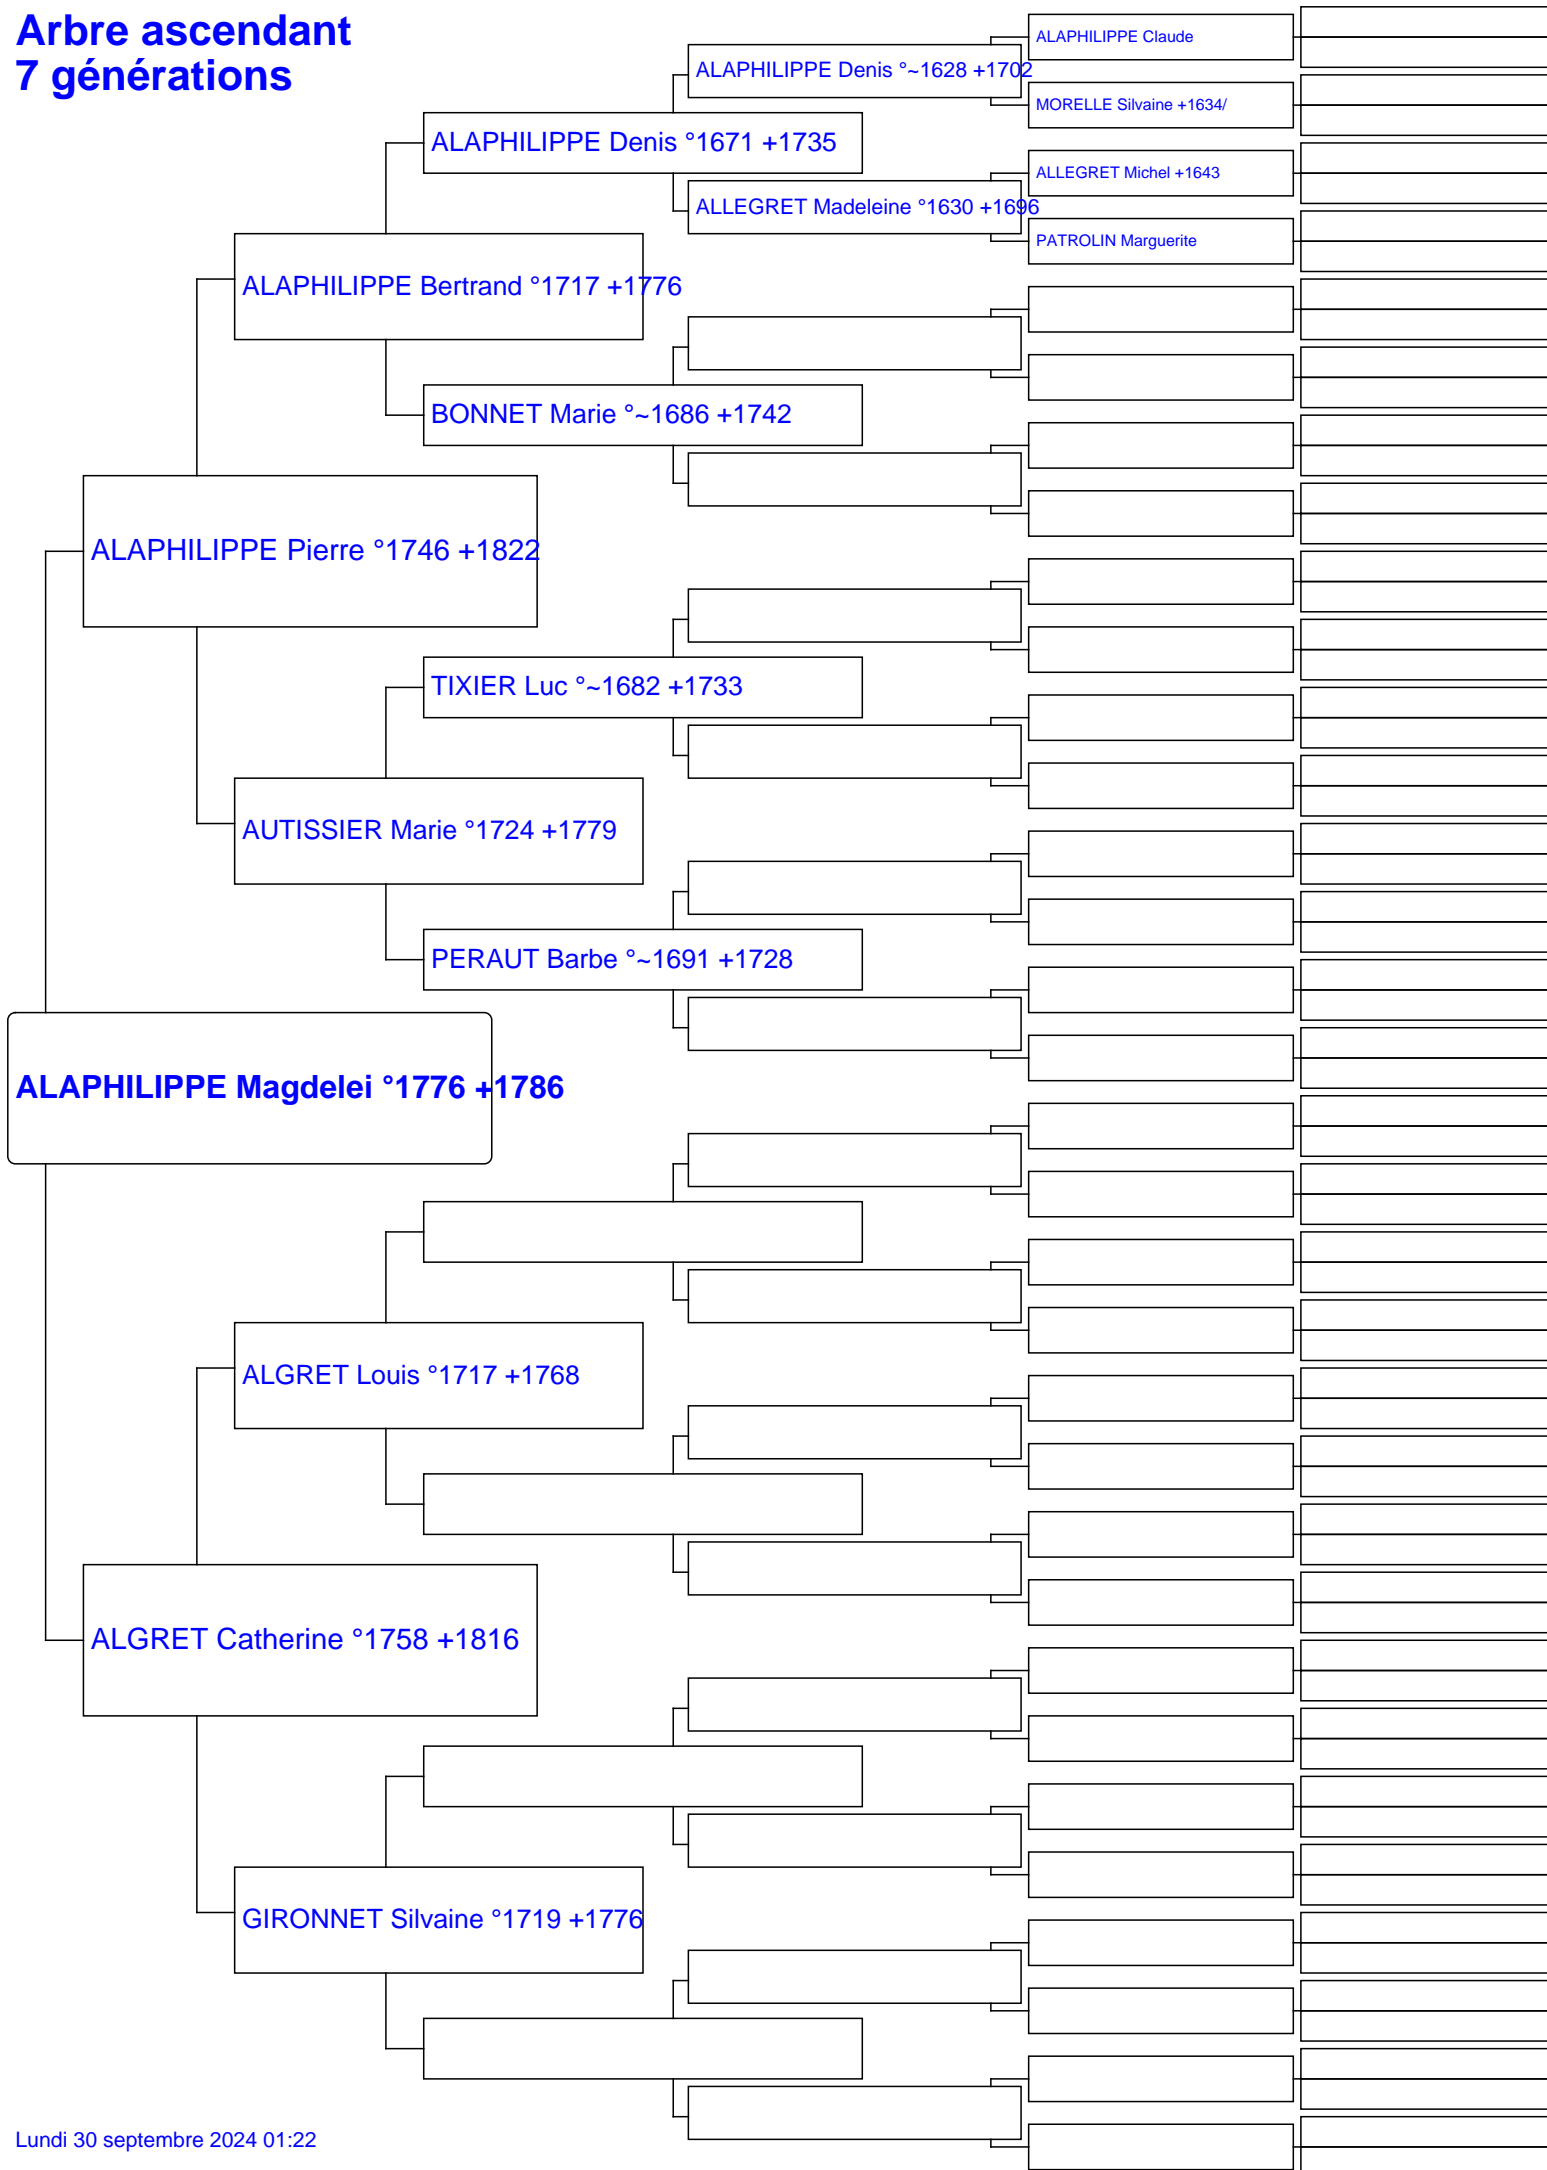 Arbre ascendant
7 générations
ALAPHILIPPE Claude
ALAPHILIPPE Denis °~1628 +1702
MORELLE Silvaine +1634/
ALAPHILIPPE Denis °1671 +1735
ALLEGRET Michel +1643
ALLEGRET Madeleine °1630 +1696
PATROLIN Marguerite
ALAPHILIPPE Bertrand °1717 +1776
BONNET Marie °~1686 +1742
ALAPHILIPPE Pierre °1746 +1822
TIXIER Luc °~1682 +1733
AUTISSIER Marie °1724 +1779
PERAUT Barbe °~1691 +1728
ALAPHILIPPE Magdelei °1776 +1786
ALGRET Louis °1717 +1768
ALGRET Catherine °1758 +1816
GIRONNET Silvaine °1719 +1776
Lundi 30 septembre 2024 01:22